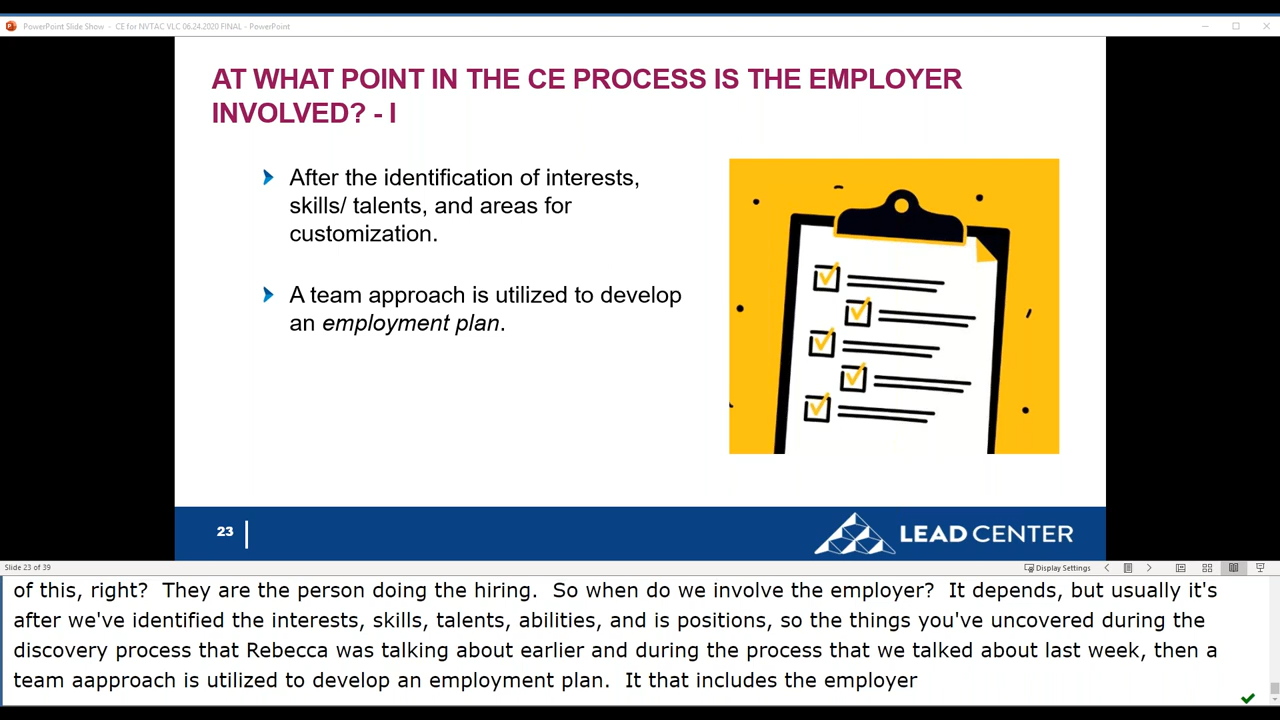 PowerPoint Slide Show - CE for NVTAC VLC 06.24.2020 FINAL - PowerPoint
AT WHAT POINT IN THE CE PROCESS IS THE EMPLOYER
INVOLVED? - I
After the identification of interests,
skills/ talents, and areas for
customization.
A team approach is utilized to develop
an employment plan.
23
LEAD CENTER
Slide 23 of 39
Display Settings
of this, right?  They are the person doing the hiring.  So when do we involve the employer?  It depends, but usually it's
after we've identified the interests, skills, talents, abilities, and is positions, so the things you've uncovered during the
discovery process that Rebecca was talking about earlier and during the process that we talked about last week, then a
team aapproach is utilized to develop an employment plan.  It that includes the employer